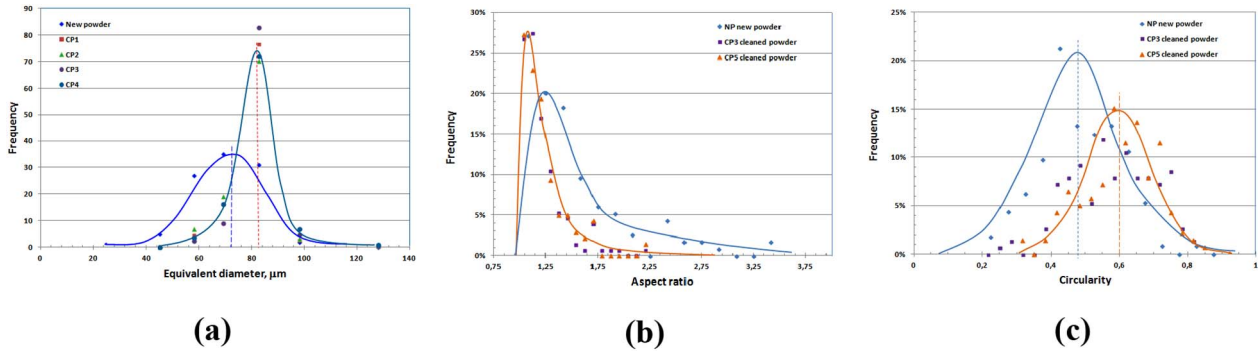 90
80
70
60
50
40
30
20
10
0
Frequency
0
20
40
60
80
100
120
140
Equivalent diameter, μm
New powder
CP1
CP2
CP3
CP4
(a)
30%
25%
20%
15%
10%
5%
0%
Frequency
0,75
1,25
1,75
2,25
2,75
3,25
3,75
Aspect ratio
NP new powder
CP3 cleaned powder
CP5 cleaned powder
(b)
25%
20%
15%
10%
5%
0%
Frequency
0
0,2
0,4
0,6
0,8
1
Circularity
NP new powder
CP3 cleaned powder
CP5 cleaned powder
(c)